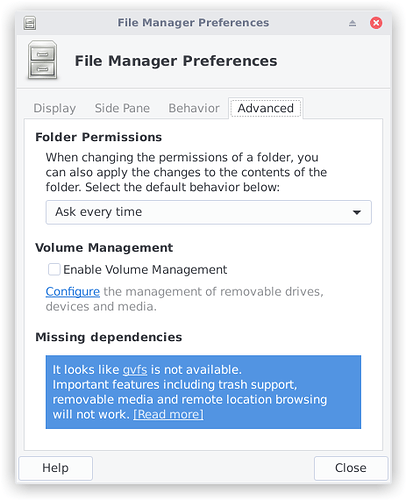 File Manager Preferences
File Manager Preferences
Display Side Pane Behavior Advanced
Folder Permissions
When changing the permissions of a folder, you
can also apply the changes to the contents of the
folder. Select the default behavior below:
Ask every time
Volume Management
Enable Volume Management
Configure the management of removable drives,
devices and media.
Missing dependencies
It looks like gvfs is not available.
Important features including trash support,
removable media and remote location browsing
will not work. [Read more]
Help Close